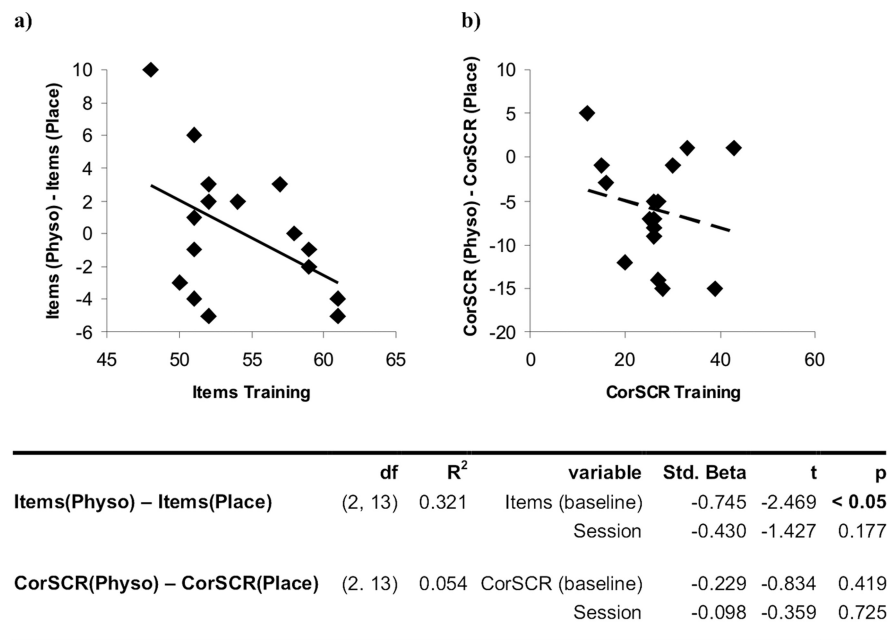 a)
b)
10
8
6
4
2
0
-2
-4
-6
45
50
55
60
65
Items (Physo) - Items (Place)
Items Training
10
5
0
-5
-10
-15
-20
0
20
40
60
CorSCR (Physo) - CorSCR (Place)
CorSCR Training
df R2 variable Std. Beta t p
Items(Physo) – Items(Place) (2, 13) 0.321 Items (baseline) -0.745 -2.469 < 0.05
Session -0.430 -1.427 0.177
CorSCR(Physo) – CorSCR(Place) (2. 13) 0.054 CorSCR (baseline) -0.229 -0.834 0.419
Session -0.098 -0.359 0.725